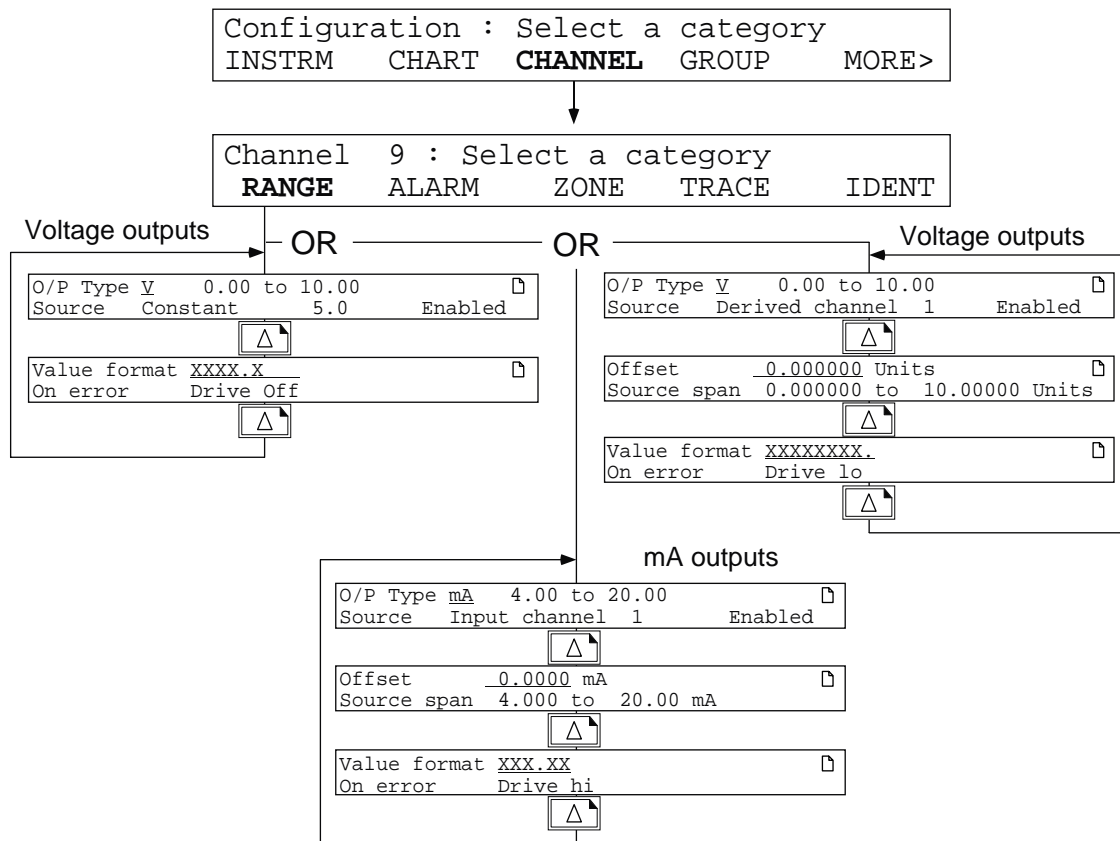 Configuration : Select a category
INSTRM CHART CHANNEL GROUP MORE>
Channel 9 : Select a category
RANGE ALARM ZONE TRACE IDENT
Voltage outputs
OR
OR
Voltage outputs
O/P Type V 0.00 to 10.00
Source Constant 5.0 Enabled
Value format XXXX.X
On error Drive Off
O/P Type V 0.00 to 10.00
Source Derived channel 1 Enabled
Offset 0.000000 Units
Source span 0.000000 to 10.00000 Units
Value format XXXXXXXX.
On error Drive lo
mA outputs
O/P Type mA 4.00 to 20.00
Source Input channel 1 Enabled
Offset 0.0000 mA
Source span 4.000 to 20.00 mA
Value format XXX.XX
On error Drive hi